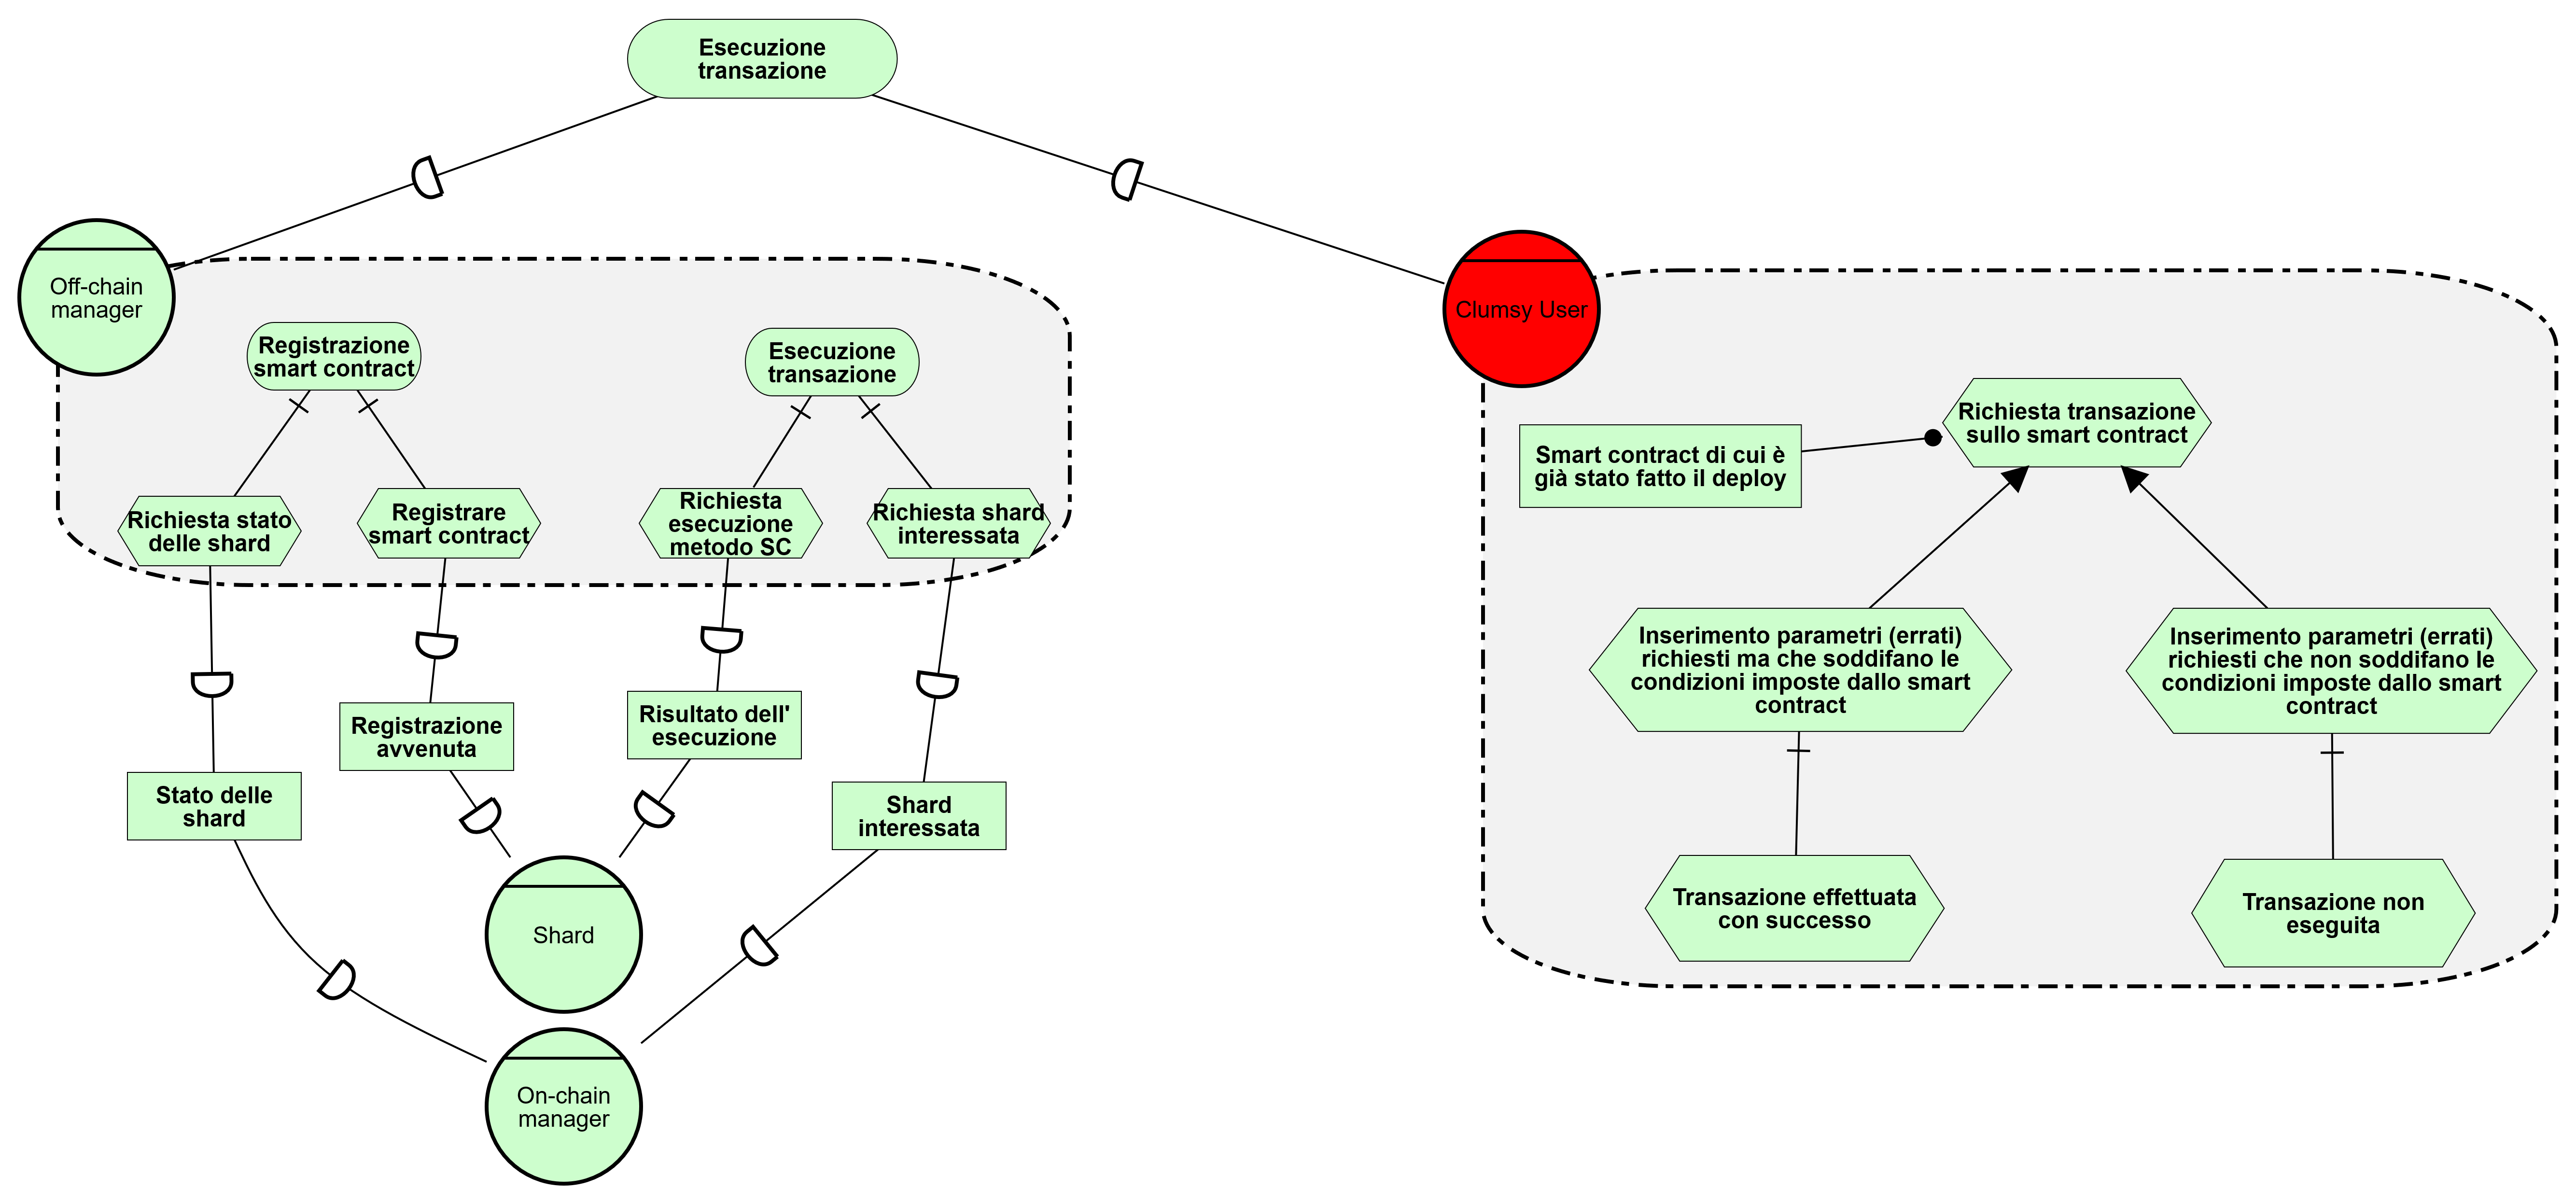 Esecuzione
transazione
Off-chain
manager
Clumsy User
Registrazione
smart contract
Esecuzione
transazione
Richiesta transazione
sullo smart contract
Smart contract di cui è
già stato fatto il deploy
Richiesta stato
delle shard
Registrare
smart contract
Richiesta
esecuzione
metodo SC
Richiesta shard
interessata
Inserimento parametri (errati)
richiesti ma che soddifano le
condizioni imposte dallo smart
contract
Inserimento parametri (errati)
richiesti che non soddifano le
condizioni imposte dallo smart
contract
Registrazione
avvenuta
Risultato dell'
esecuzione
Stato delle
shard
Shard
interessata
Transazione effettuata
con successo
Transazione non
eseguita
Shard
On-chain
manager